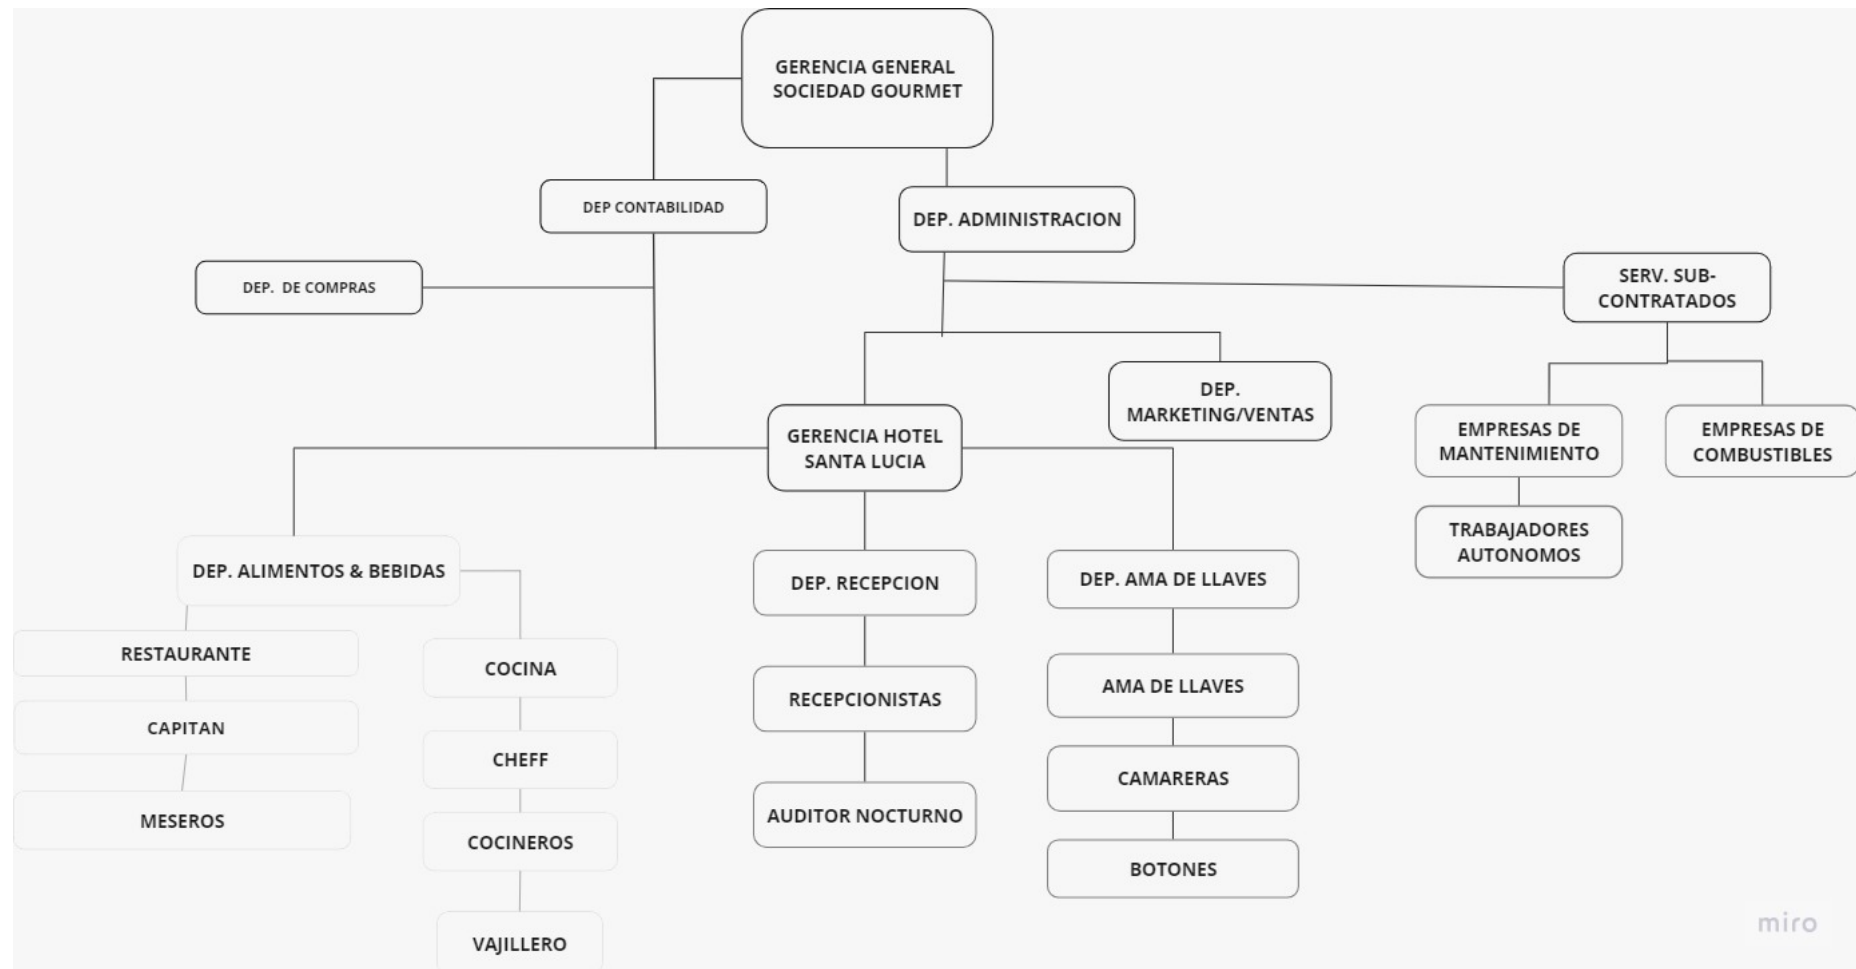 GERENCIA GENERAL
SOCIEDAD GOURMET
DEP CONTABILIDAD
DEP. ADMINISTRACION
DEP. DE COMPRAS
SERV. SUB-
CONTRATADOS
DEP.
MARKETING/VENTAS
GERENCIA HOTEL
SANTA LUCIA
EMPRESAS DE
MANTENIMIENTO
EMPRESAS DE
COMBUSTIBLES
TRABAJADORES
AUTONOMOS
DEP. ALIMENTOS & BEBIDAS
DEP. RECEPCION
DEP. AMA DE LLAVES
RESTAURANTE
COCINA
RECEPCIONISTAS
AMA DE LLAVES
CAPITAN
CHEFF
CAMARERAS
MESEROS
COCINEROS
AUDITOR NOCTURNO
BOTONES
VAJILLERO
miro